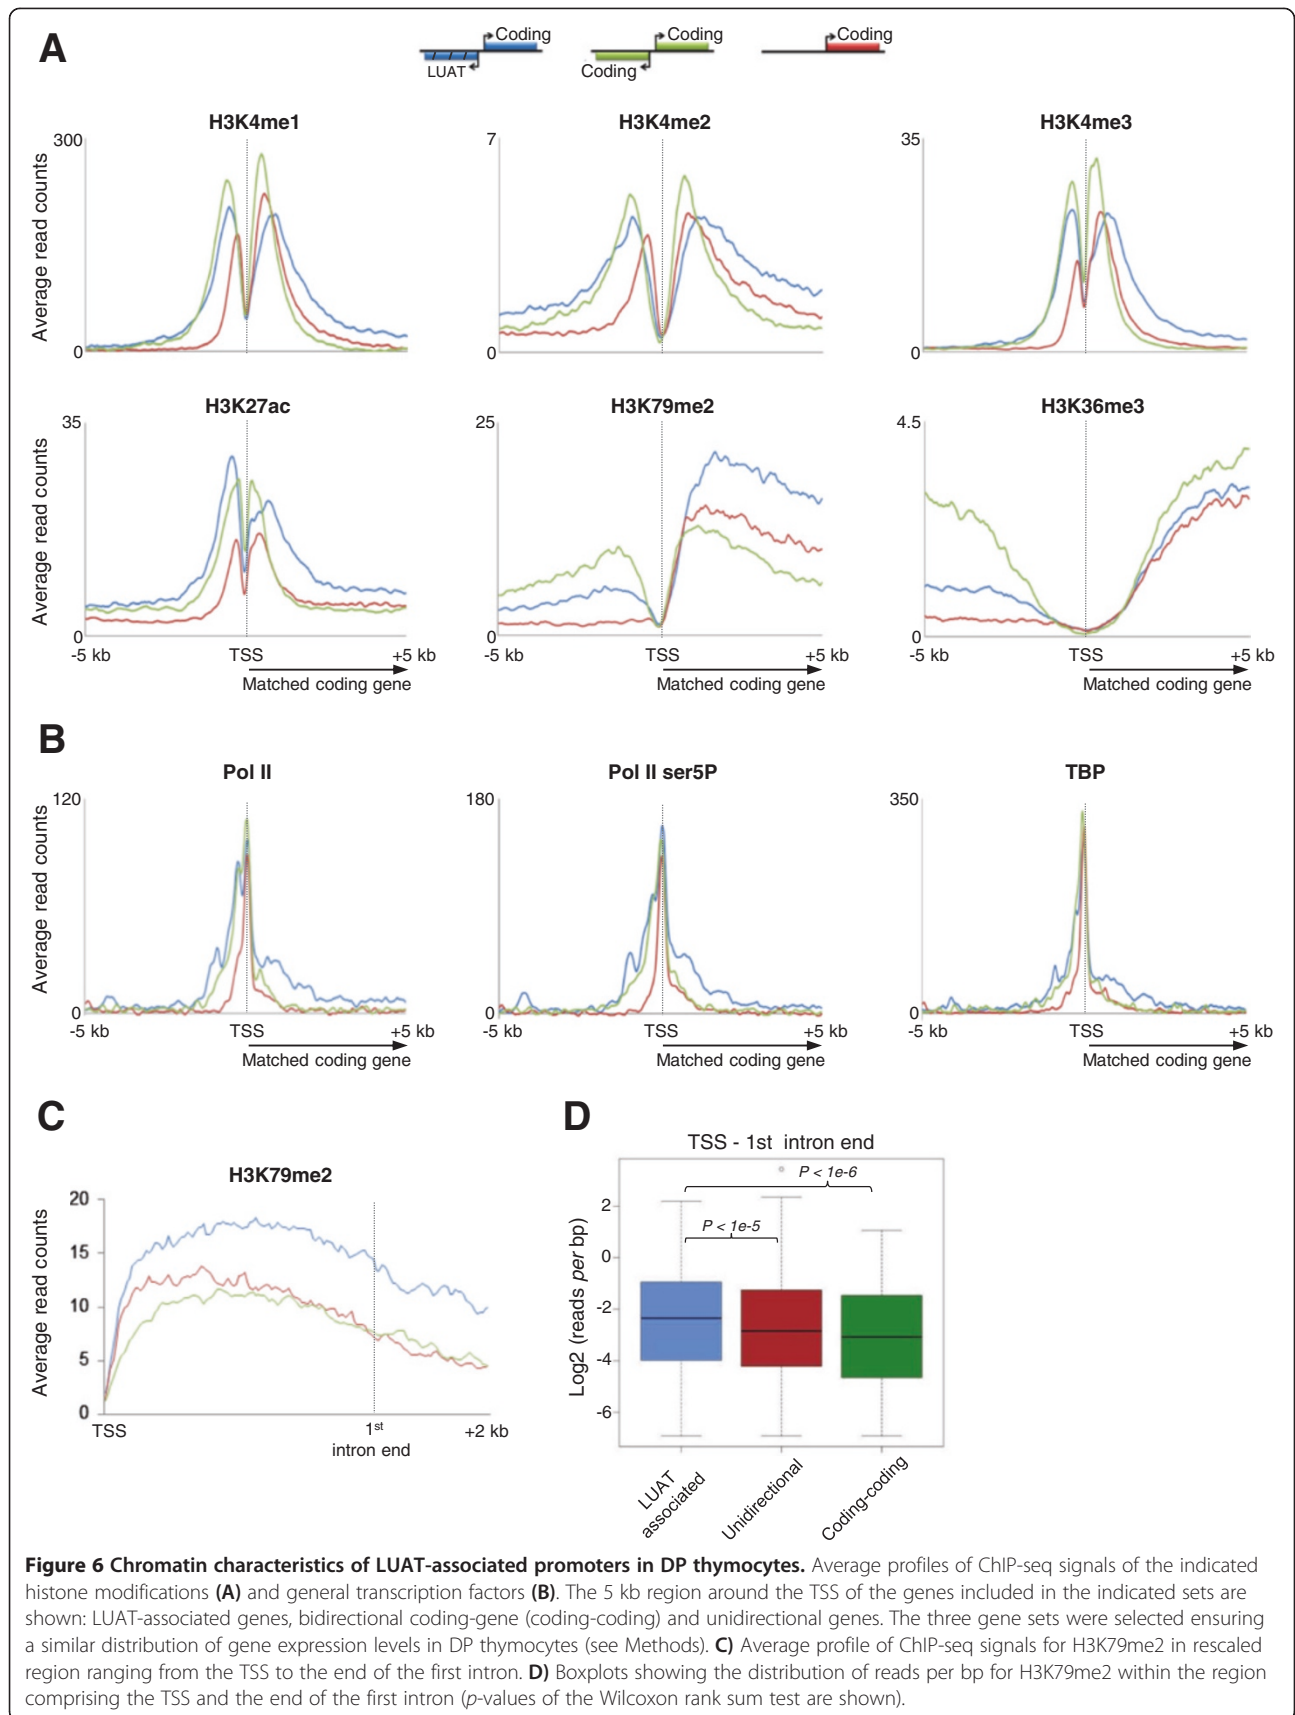 A
Coding
LUAT
Coding
Coding
Coding
H3K4me1
H3K4me2
H3K4me3
Average read counts
300
0
7
0
35
0
H3K27ac
H3K79me2
H3K36me3
Average read counts
35
0
25
0
4.5
0
-5 kb TSS +5 kb
-5 kb TSS +5 kb
-5 kb TSS +5 kb
Matched coding gene
Matched coding gene
Matched coding gene
B
Pol II
Pol II ser5P
TBP
Average read counts
120
0
180
0
350
0
-5 kb TSS +5 kb
-5 kb TSS +5 kb
-5 kb TSS +5 kb
Matched coding gene
Matched coding gene
Matched coding gene
C
H3K79me2
Average read counts
20
15
10
5
0
TSS
1st
intron end
+2 kb
D
TSS - 1st intron end
P < 1e-6
P < 1e-5
Log2 (reads per bp)
2
0
-2
-4
-6
LUAT
associated
Unidirectional
Coding-coding
Figure 6 Chromatin characteristics of LUAT-associated promoters in DP thymocytes. Average profiles of ChIP-seq signals of the indicated
histone modifications (A) and general transcription factors (B). The 5 kb region around the TSS of the genes included in the indicated sets are
shown: LUAT-associated genes, bidirectional coding-gene (coding-coding) and unidirectional genes. The three gene sets were selected ensuring
a similar distribution of gene expression levels in DP thymocytes (see Methods). C) Average profile of ChIP-seq signals for H3K79me2 in rescaled
region ranging from the TSS to the end of the first intron. D) Boxplots showing the distribution of reads per bp for H3K79me2 within the region
comprising the TSS and the end of the first intron (p-values of the Wilcoxon rank sum test are shown).